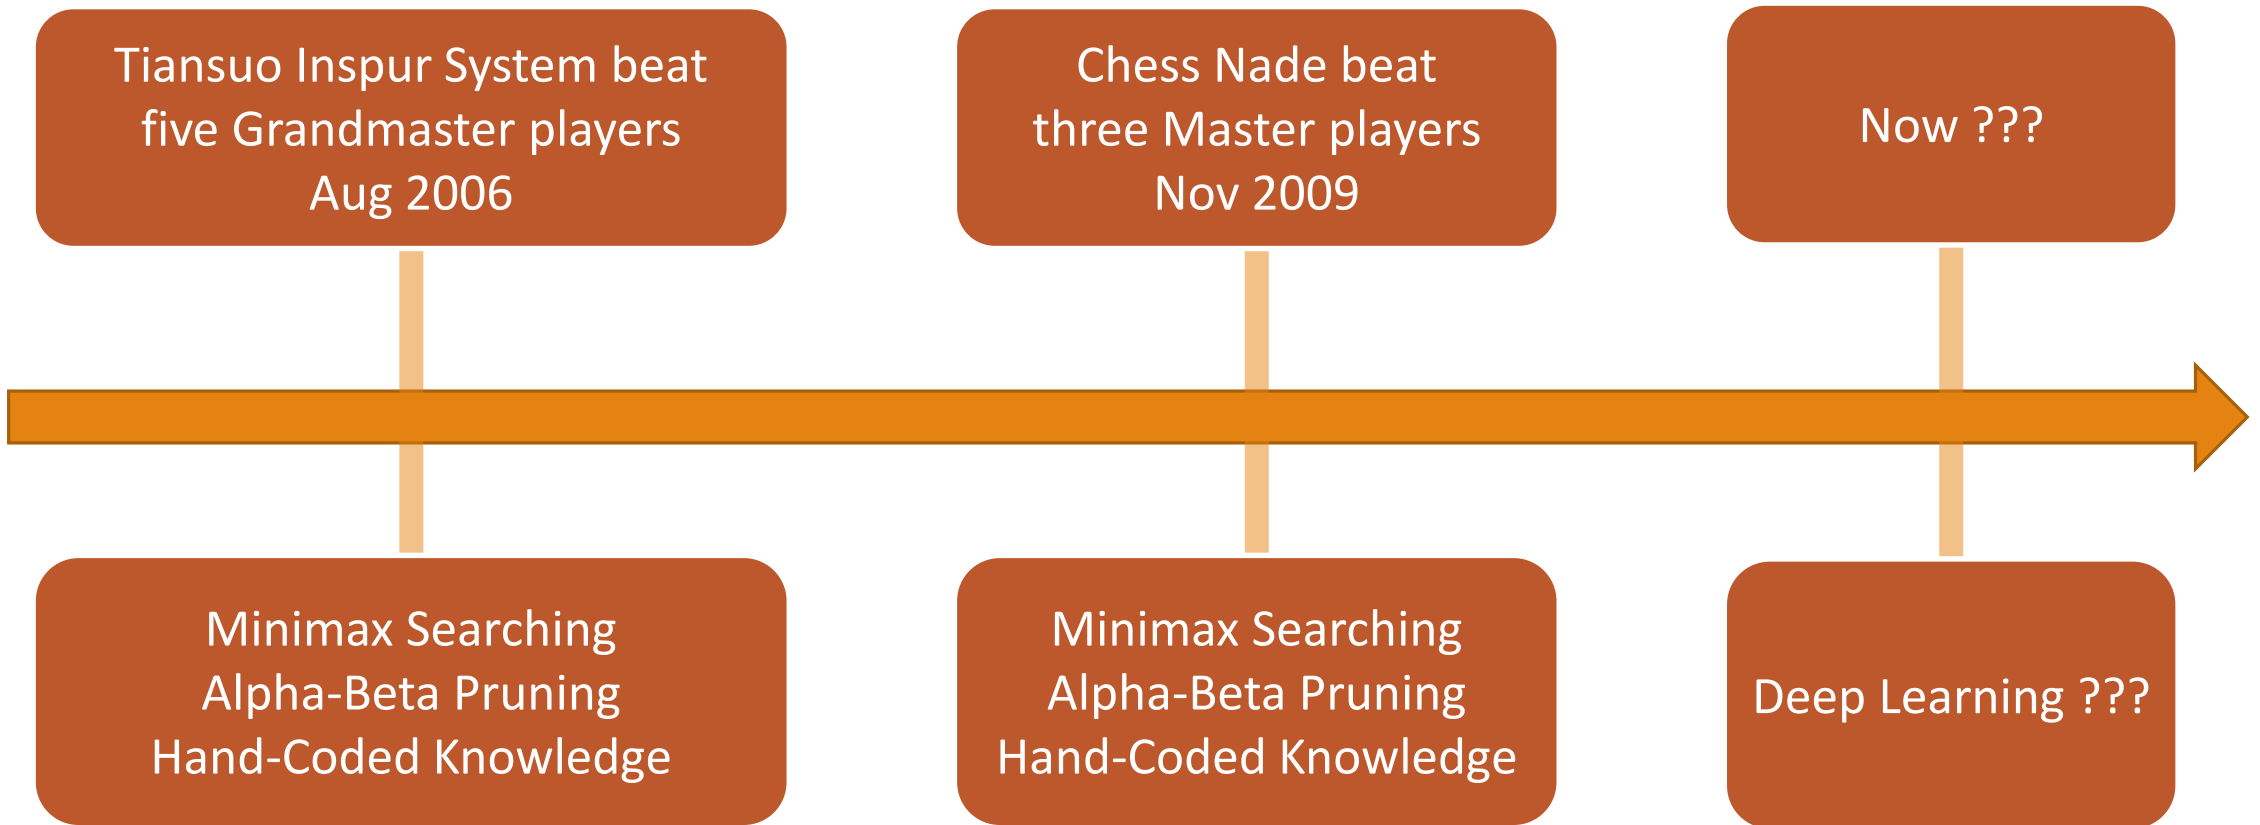 Tiansuo Inspur System beat
five Grandmaster players
Aug 2006
Chess Nade beat
three Master players
Nov 2009
Now ???
Minimax Searching
Alpha-Beta Pruning
Hand-Coded Knowledge
Minimax Searching
Alpha-Beta Pruning
Hand-Coded Knowledge
Deep Learning ???